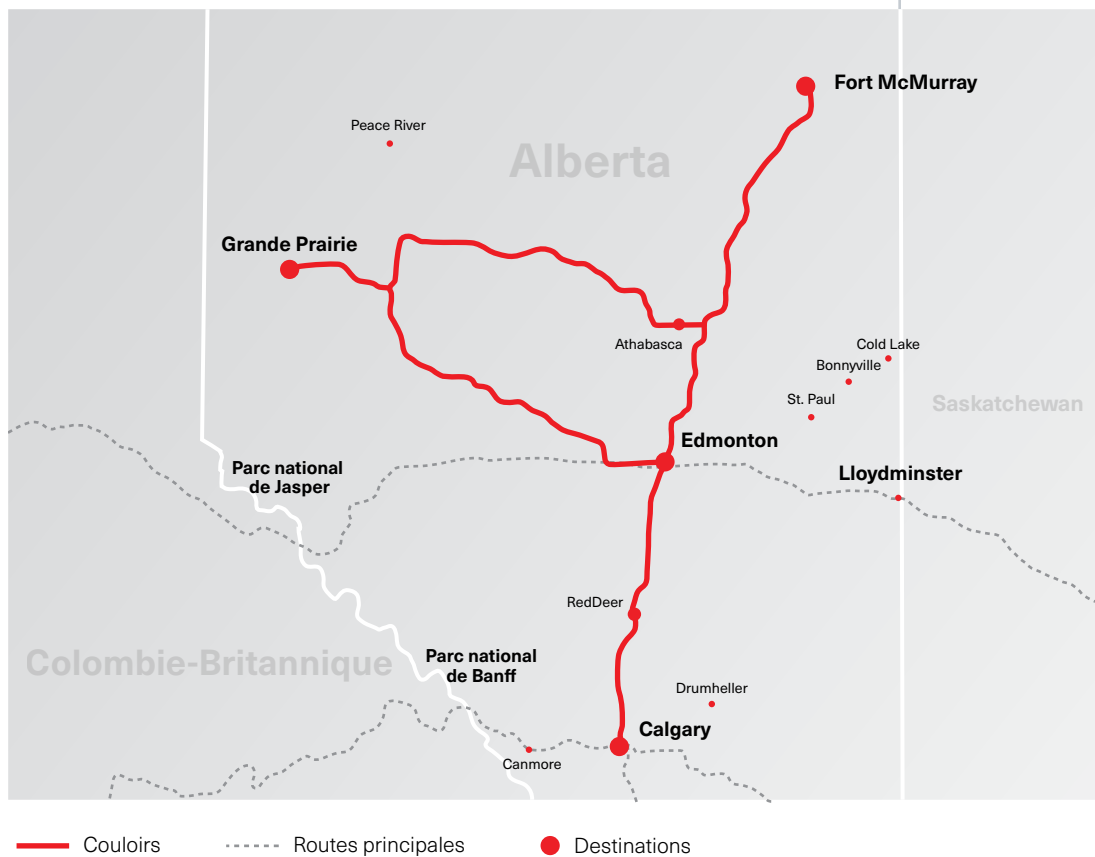 Fort McMurray
Peace River
Alberta
Grande Prairie
Athabasca
Cold Lake
Bonnyville
St. Paul
Saskatchewan
Edmonton
Parc national
de Jasper
Lloydminster
RedDeer
Colombie-Britannique
Parc national
de Banff
Drumheller
Calgary
Canmore
Couloirs
Routes principales
Destinations